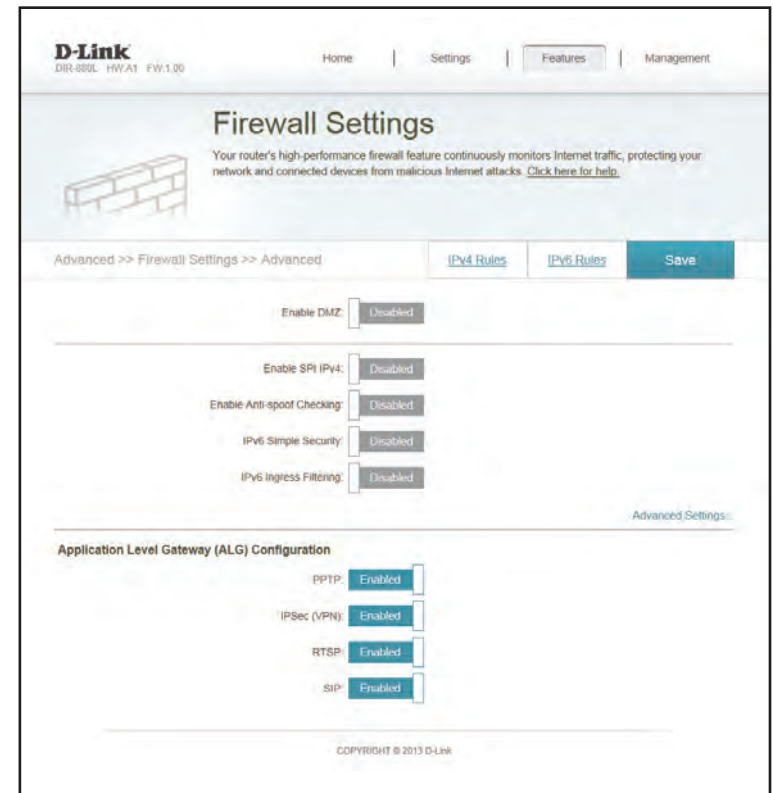 D-Link
DIR-880L HW:A1 FW:1.00
Home | Settings | Features | Management
Firewall Settings
Your router's high-performance firewall feature continuously monitors Internet traffic, protecting your
network and connected devices from malicious Internet attacks. Click here for help.
Advanced >> Firewall Settings >> Advanced
IPv4 Rules
IPv6 Rules
Save
Enable DMZ: Disabled
Enable SPI IPv4: Disabled
Enable Anti-spoof Checking: Disabled
IPv6 Simple Security: Disabled
IPv6 Ingress Filtering: Disabled
Advanced Settings...
Application Level Gateway (ALG) Configuration
PPTP: Enabled
IPSec (VPN): Enabled
RTSP: Enabled
SIP: Enabled
COPYRIGHT © 2013 D-Link